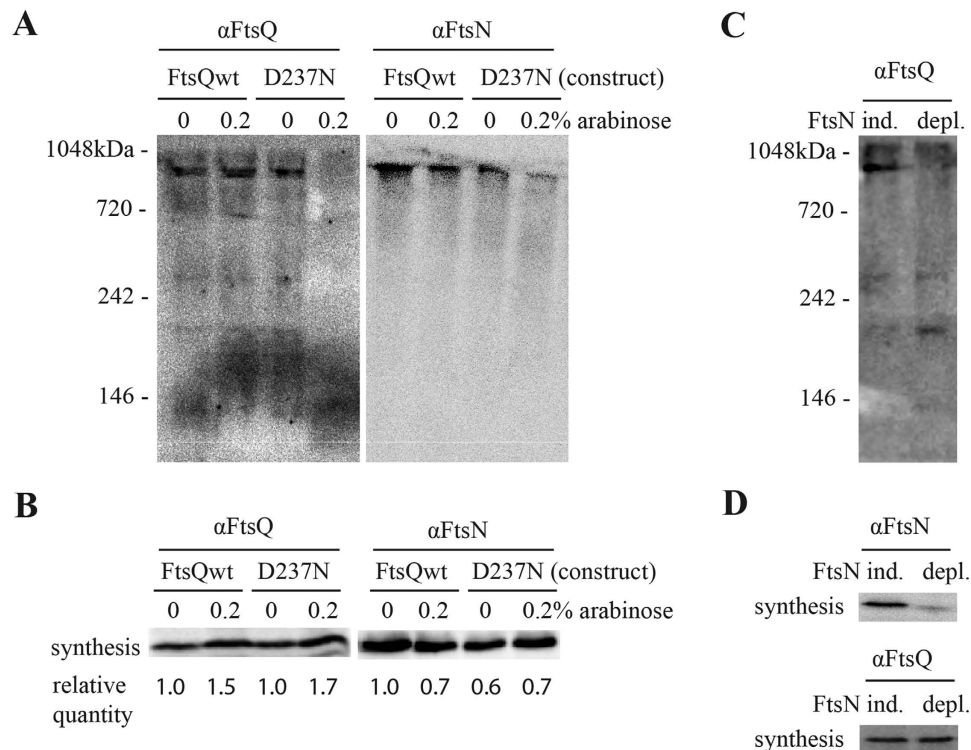 A
αFtsQ αFtsN
FtsQwt D237N FtsQwt D237N (construct)
0 0.2 0 0.2 0 0.2 0 0.2% arabinose
1048kDa -
720 -
242 -
146 -
B
αFtsQ αFtsN
FtsQwt D237N FtsQwt D237N (construct)
0 0.2 0 0.2 0 0.2 0 0.2% arabinose
synthesis
relative 1.0 1.5 1.0 1.7 1.0 0.7 0.6 0.7
quantity
C
αFtsQ
FtsN ind. depl.
1048kDa -
720 -
242 -
146 -
D
αFtsN
FtsN ind. depl.
synthesis
αFtsQ
FtsN ind. depl.
synthesis